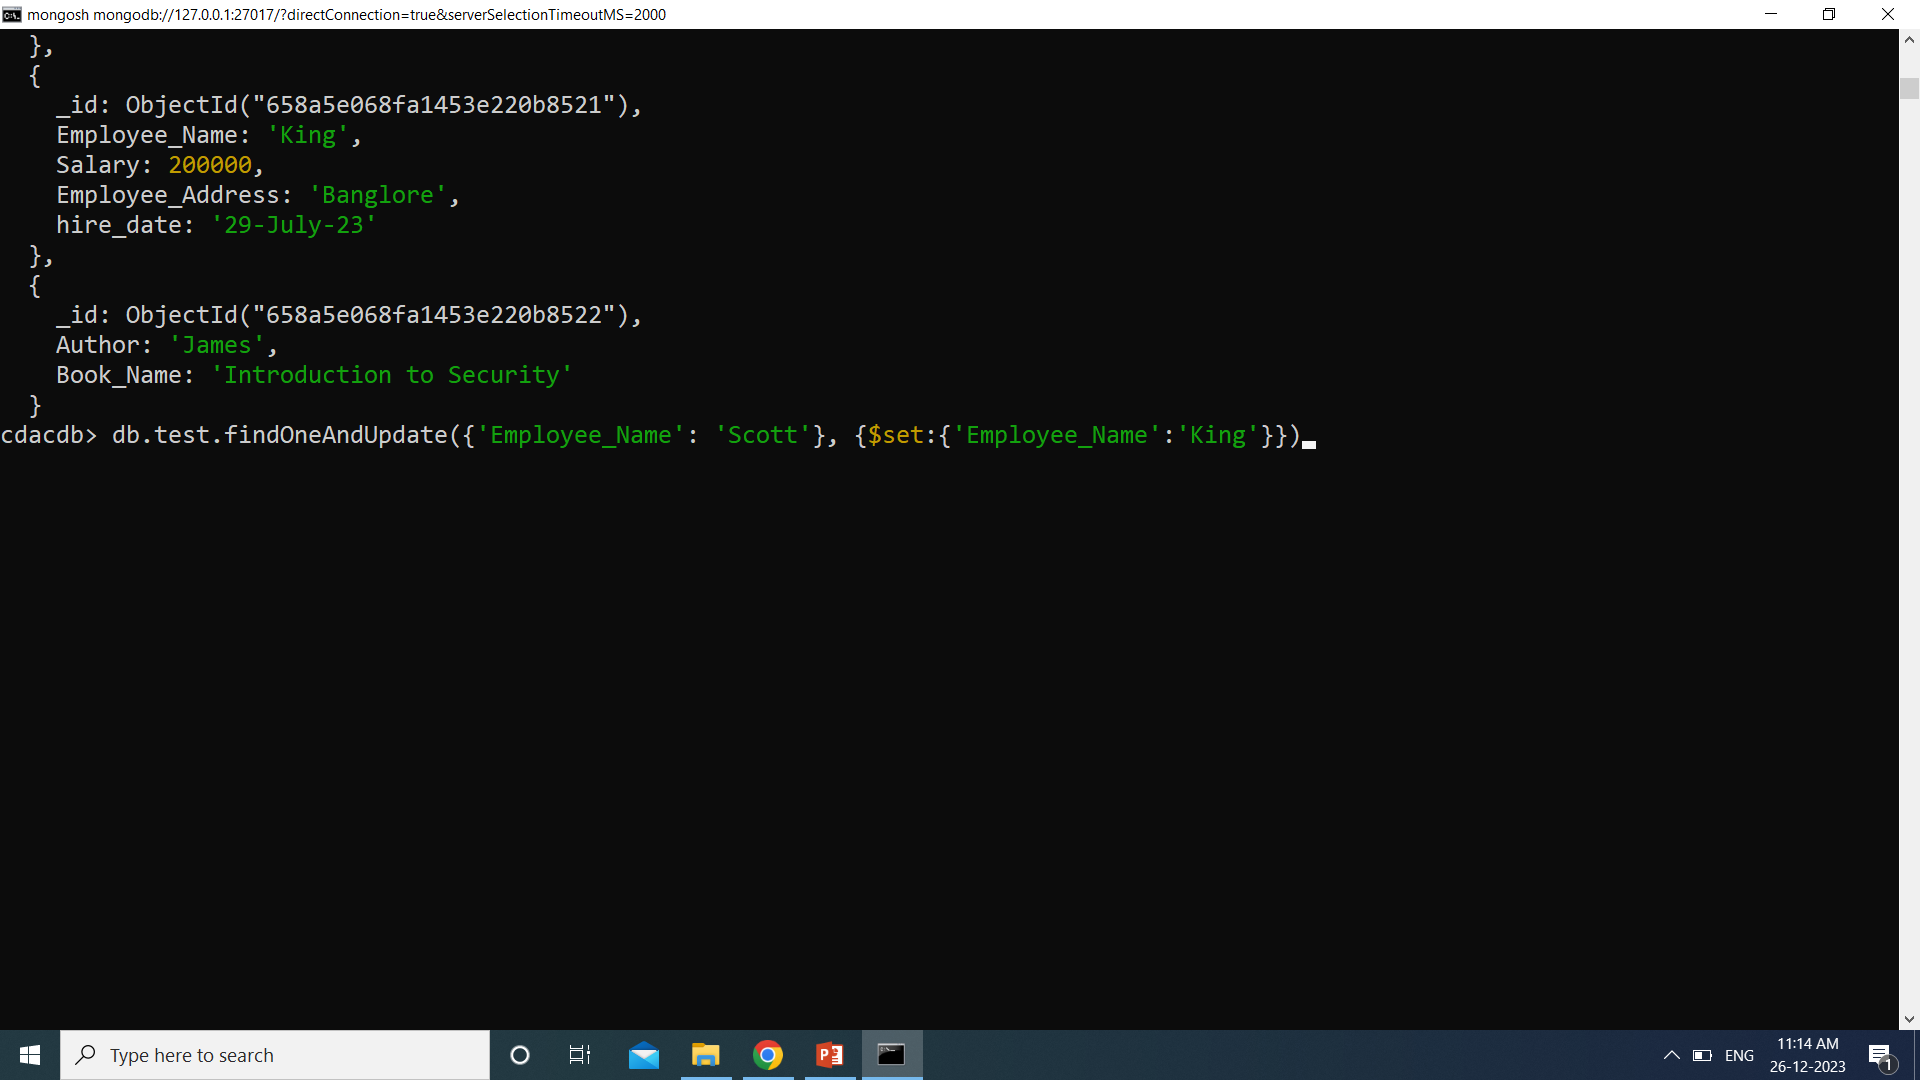 mongosh mongodb://127.0.0.1:27017/?directConnection=true&serverSelectionTimeoutMS=2000
},
{
_id: ObjectId("658a5e068fa1453e220b8521"),
Employee_Name: 'King',
Salary: 200000,
Employee_Address: 'Banglore',
hire_date: '29-July-23'
},
{
_id: ObjectId("658a5e068fa1453e220b8522"),
Author: 'James',
Book_Name: 'Introduction to Security'
}
cdacdb> db.test.findOneAndUpdate({'Employee_Name': 'Scott'}, {$set:{'Employee_Name':'King'}})
Type here to search
ENG
11:14 AM
26-12-2023
1